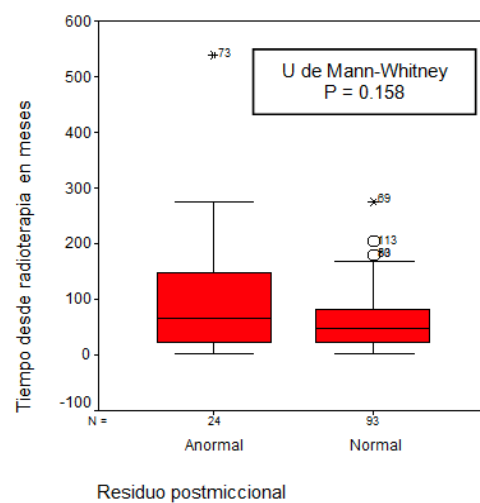 600
73
500
U de Mann-Whitney
P = 0.158
400
300
69
200
113
100
0
-100
Tiempo desde radioterapia en meses
N =
24
93
Anormal
Normal
Residuo postmiccional